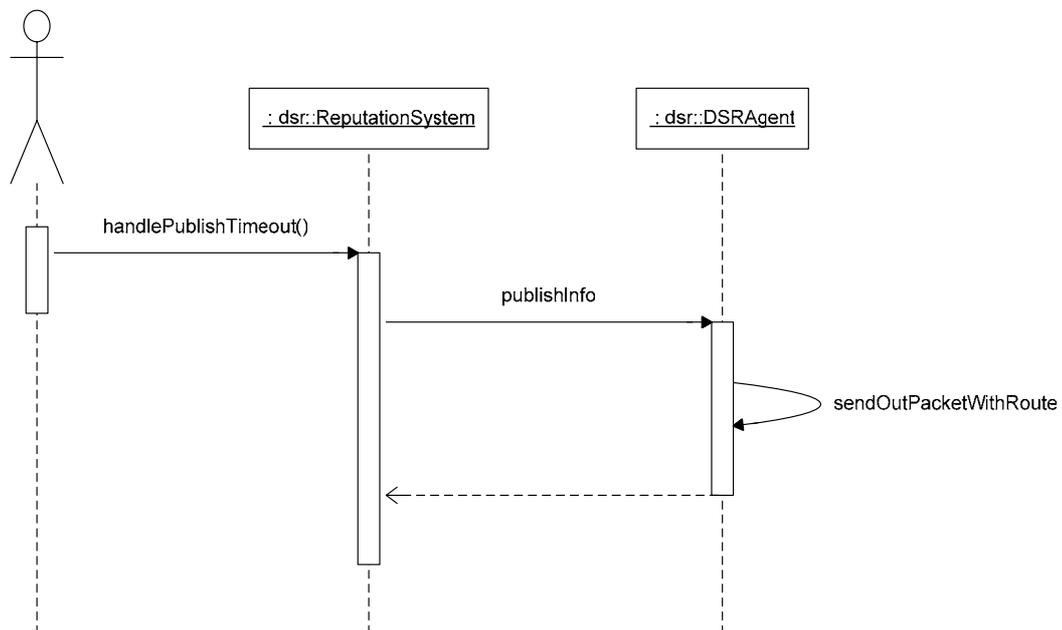 : dsr::ReputationSystem
: dsr::DSRAgent
handlePublishTimeout()
publishInfo
sendOutPacketWithRoute